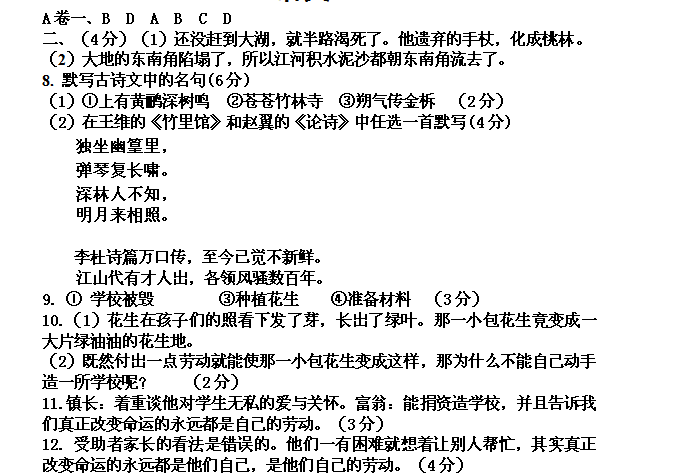 A卷一、B D A B C D
二、（4分）（1）还没赶到大湖，就半路渴死了。他遗弃的手杖，化成桃林。
（2）大地的东南角陷塌了，所以江河积水泥沙都朝东南角流去了。
8. 默写古诗文中的名句(6分)
（1）①上有黄鹂深树鸣 ②苍苍竹林寺 ③朔气传金柝 （2分）
（2）在王维的《竹里馆》和赵翼的《论诗》中任选一首默写(4分)
独坐幽篁里，
弹琴复长啸。
深林人不知，
明月来相照。
李杜诗篇万口传，至今已觉不新鲜。
江山代有才人出，各领风骚数百年。
9. ① 学校被毁 ③种植花生 ④准备材料 （3分）
10.（1）花生在孩子们的照看下发了芽，长出了绿叶。那一小包花生竟变成一
大片绿油油的花生地。
（2）既然付出一点劳动就能使那一小包花生变成这样，那为什么不能自己动手
造一所学校呢？ （2分）
11.镇长：着重谈他对学生无私的爱与关怀。富翁：能捐资造学校，并且告诉我
们真正改变命运的永远都是自己的劳动。（3分）
12. 受助者家长的看法是错误的。他们一有困难就想着让别人帮忙，其实真正
改变命运的永远都是他们自己，是他们自己的劳动。（4分）